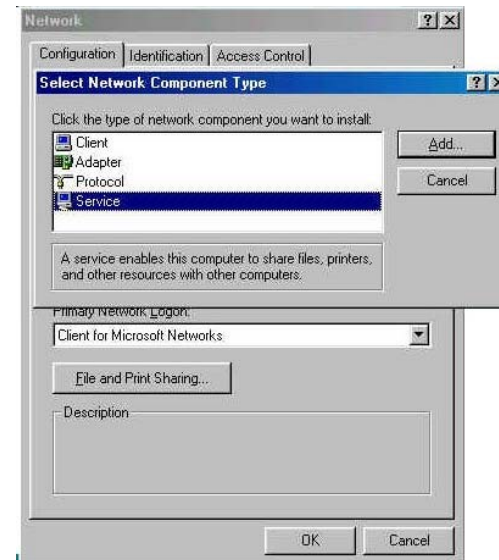 Network
Configuration Identification Access Control
Select Network Component Type
Click the type of network component you want to install:
Client
Adapter
Protocol
Service
Add...
Cancel
A service enables this computer to share files, printers,
and other resources with other computers.
Primary Network Logon:
Client for Microsoft Networks
File and Print Sharing...
Description
OK Cancel